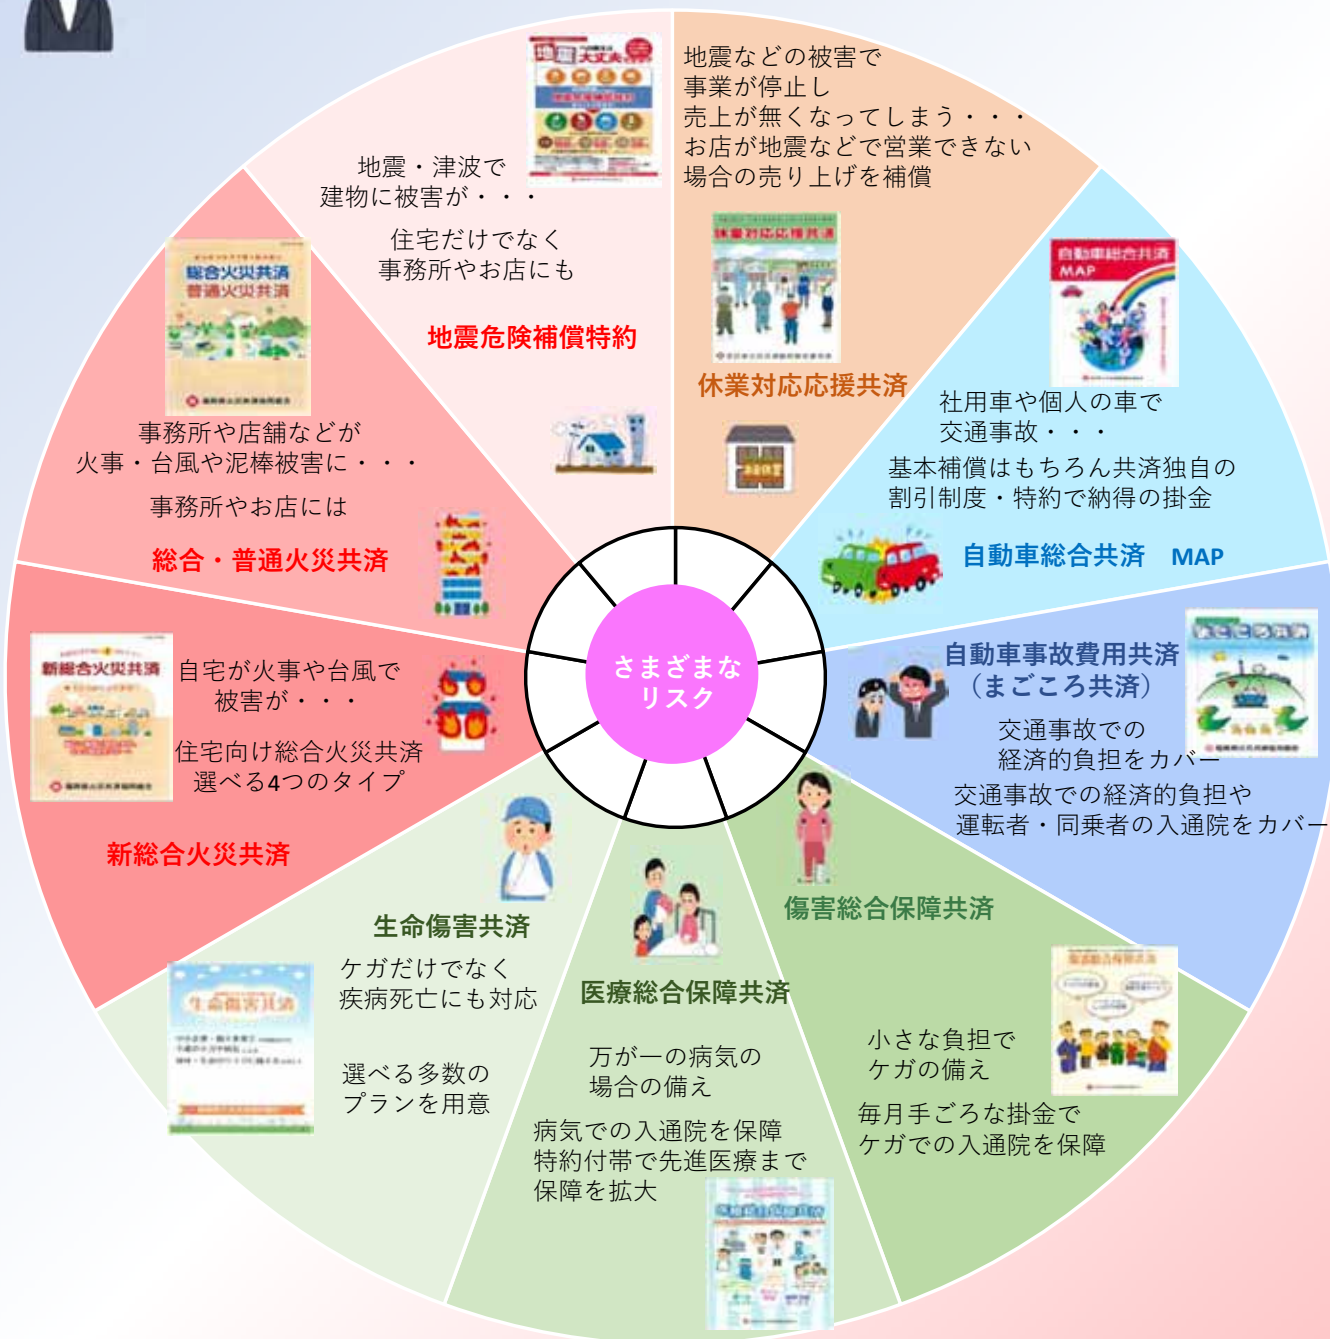 地震などの被害で
事業が停止し
売上が無くなってしまう・・・
お店が地震などで営業できない
場合の売り上げを補償
休業対応応援共済
休業対応応援共済
自動車総合共済
MAP
社用車や個人の車で
交通事故・・・
基本補償はもちろん共済独自の
割引制度・特約で納得の掛金
自動車総合共済 MAP
自動車事故費用共済
（まごころ共済）
まごころ共済
交通事故での
経済的負担をカバー
交通事故での経済的負担や
運転者・同乗者の入通院をカバー
傷害総合保障共済
傷害総合保障共済
小さな負担で
ケガの備え
毎月手ごろな掛金で
ケガでの入通院を保障
医療総合保障共済
万が一の病気の
場合の備え
病気での入通院を保障
特約付帯で先進医療まで
保障を拡大
医療総合保障共済
生命傷害共済
ケガだけでなく
疾病死亡にも対応
選べる多数の
プランを用意
生命傷害共済
新総合火災共済
自宅が火事や台風で
被害が・・・
住宅向け総合火災共済
選べる4つのタイプ
新総合火災共済
総合火災共済
普通火災共済
事務所や店舗などが
火事・台風や泥棒被害に・・・
事務所やお店には
総合・普通火災共済
地震
大丈夫
地震・津波で
建物に被害が・・・
住宅だけでなく
事務所やお店にも
地震危険補償特約
さまざまな
リスク